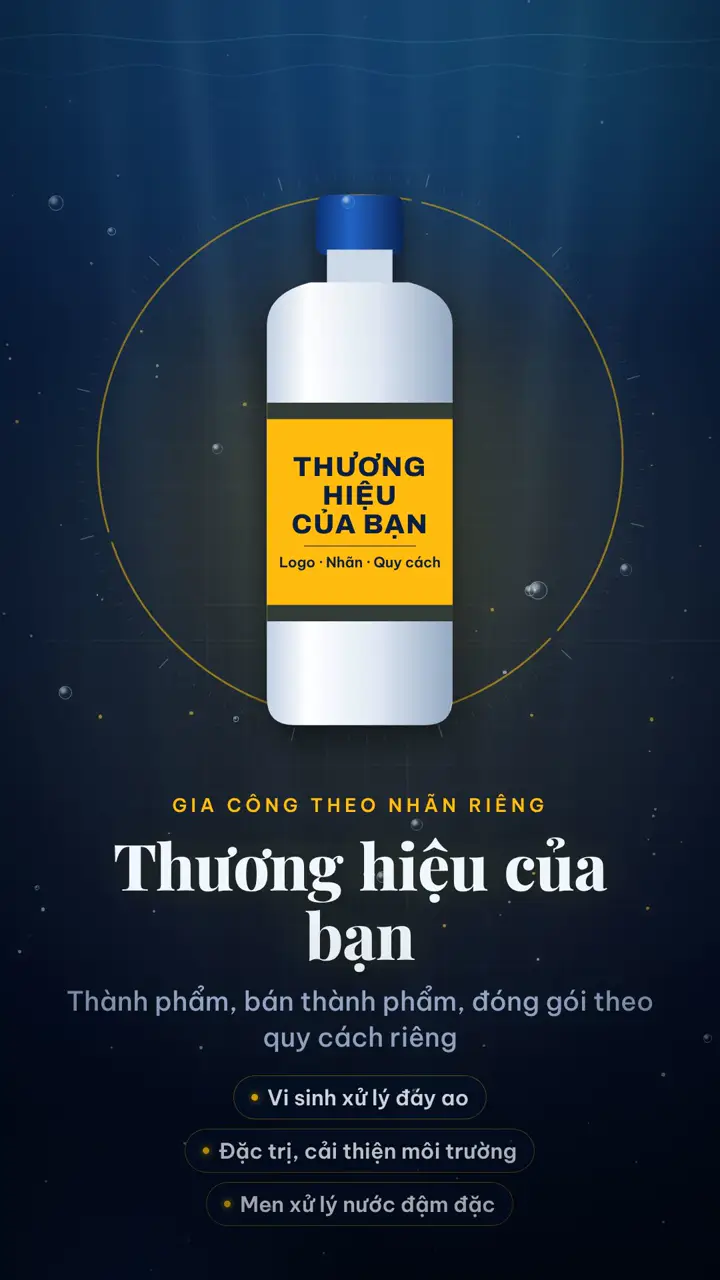 THƯƠNG
HIỆU
CỦA BẠN
Logo · Nhãn · Quy cách
GIA CÔNG THEO NHÃN RIÊNG
Thương hiệu của
bạn
Thành phẩm, bán thành phẩm, đóng gói theo
quy cách riêng
Vi sinh xử lý đáy ao
Đặc trị, cải thiện môi trường
Men xử lý nước đậm đặc